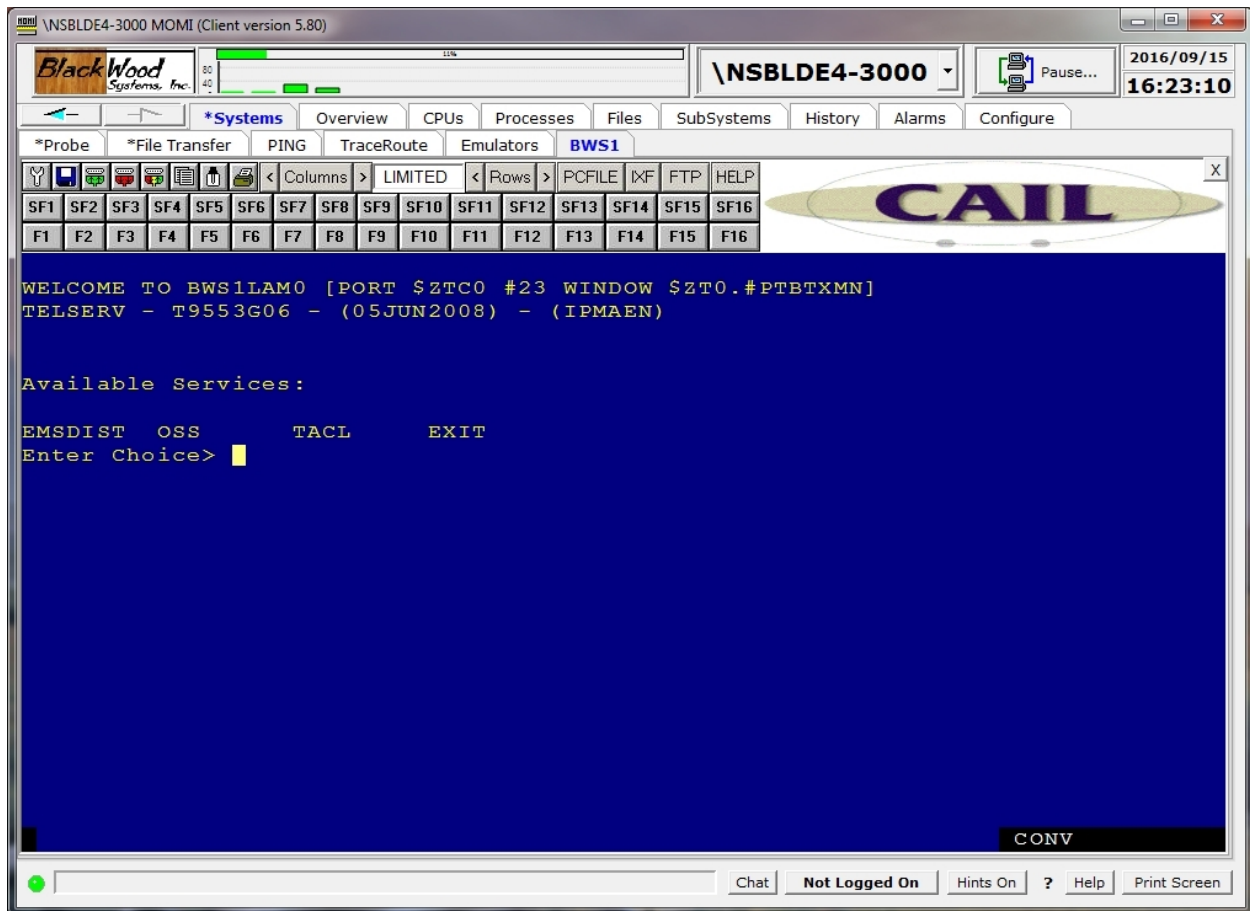 \NSBLDE4-3000 MOMI (Client version 5.80)
BlackWood
Systems, Inc.
80
40
11%
\NSBLDE4-3000
Pause...
2016/09/15
16:23:10
*Systems Overview CPUs Processes Files SubSystems History Alarms Configure
*Probe *File Transfer PING TraceRoute Emulators BWS1
< Columns > LIMITED < Rows > PCFILE IXF FTP HELP
X
SF1 SF2 SF3 SF4 SF5 SF6 SF7 SF8 SF9 SF10 SF11 SF12 SF13 SF14 SF15 SF16
F1 F2 F3 F4 F5 F6 F7 F8 F9 F10 F11 F12 F13 F14 F15 F16
CAIL
WELCOME TO BWS1LAM0 [PORT $ZTC0 #23 WINDOW $ZT0.#PTBTXMN]
TELSERV - T9553G06 - (05JUN2008) - (IPMAEN)
Available Services:
EMSDIST OSS TACL EXIT
Enter Choice>
CONV
Chat Not Logged On Hints On ? Help Print Screen